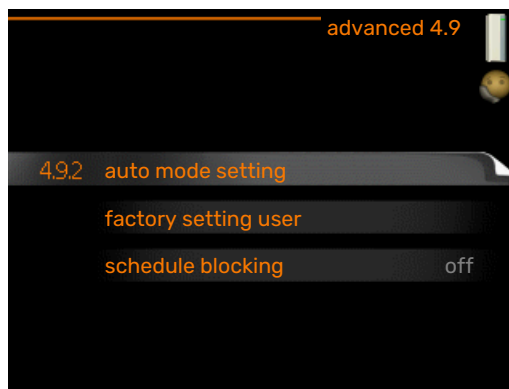 advanced 4.9
4.9.2 auto mode setting
factory setting user
schedule blocking off